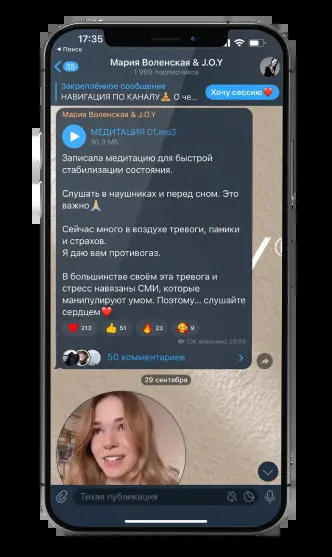 17:35
Поиск
35
Мария Воленская & J.O.Y
1 969 подписчиков
Закреплённое сообщение
НАВИГАЦИЯ ПО КАНАЛУ🙏 О че...
Хочу сессию❤️
Мария Воленская & J.O.Y
МЕДИТАЦИЯ 01.mp3
30,9 МБ
Записала медитацию для быстрой
стабилизации состояния.
Слушать в наушниках и перед сном. Это
важно🙏
Сейчас много в воздухе тревоги, паники
и страхов.
Я даю вам противогаз.
В большинстве своём эта тревога и
стресс навязаны СМИ, которые
манипулируют умом. Поэтому... слушайте
сердцем❤️
❤️ 213 👍 51 🔥 23 🥰 9
изменено
50 комментариев
29 сентября
Тихая публикация